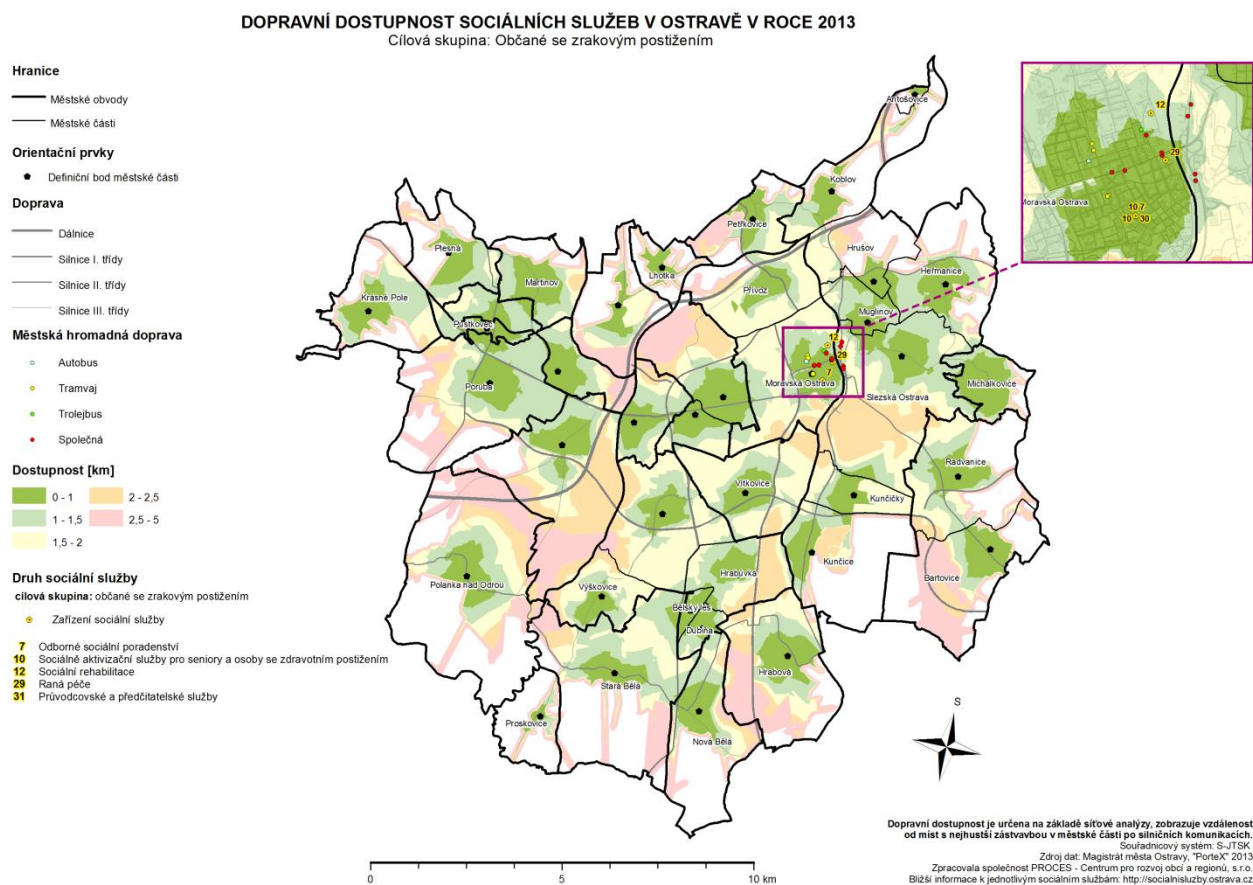 DOPRAVNÍ DOSTUPNOST SOCIÁLNÍCH SLUŽEB V OSTRAVĚ V ROCE 2013
Cílová skupina: Občané se zrakovým postižením
Hranice
Městské obvody
Městské části
Orientační prvky
Definiční bod městské části
Doprava
Dálnice
Silnice I. třídy
Silnice II. třídy
Silnice III. třídy
Městská hromadná doprava
Autobus
Tramvaj
Trolejbus
Společná
Dostupnost [km]
0 - 1
2 - 2,5
1 - 1,5
2,5 - 5
1,5 - 2
Druh sociální služby
cílová skupina: občané se zrakovým postižením
Zařízení sociální služby
7 Odborné sociální poradenství
10 Sociálně aktivizační služby pro seniory a osoby se zdravotním postižením
12 Sociální rehabilitace
29 Raná péče
31 Průvodcovské a předčitatelské služby
Antošovice
Koblov
Petřkovice
Hrušov
Plesná
Lhotka
Heřmanice
Martinov
Přívoz
Krásné Pole
Muglinov
Pustkovec
12
29
7
Moravská Ostrava
Michálkovice
Poruba
Slezská Ostrava
Radvanice
Vítkovice
Kunčičky
Kunčice
Hrabůvka
Bartovice
Polanka nad Odrou
Výškovice
Bělský les
Dubina
Hrabová
Stará Bělá
Proskovice
Nová Bělá
12
29
Moravská Ostrava
10 7
10 30
S
0
5
10 km
Dopravní dostupnost je určena na základě síťové analýzy, zobrazuje vzdálenost
od míst s nejhustší zástvavbou v městské části po silničních komunikacích.
Souřadnicový systém: S-JTSK
Zdroj dat: Magistrát města Ostravy, "PorteX" 2013
Zpracovala společnost PROCES - Centrum pro rozvoj obcí a regionů, s.r.o.
Bližší informace k jednotlivým sociálním službám: http://socialnisluzby.ostrava.cz